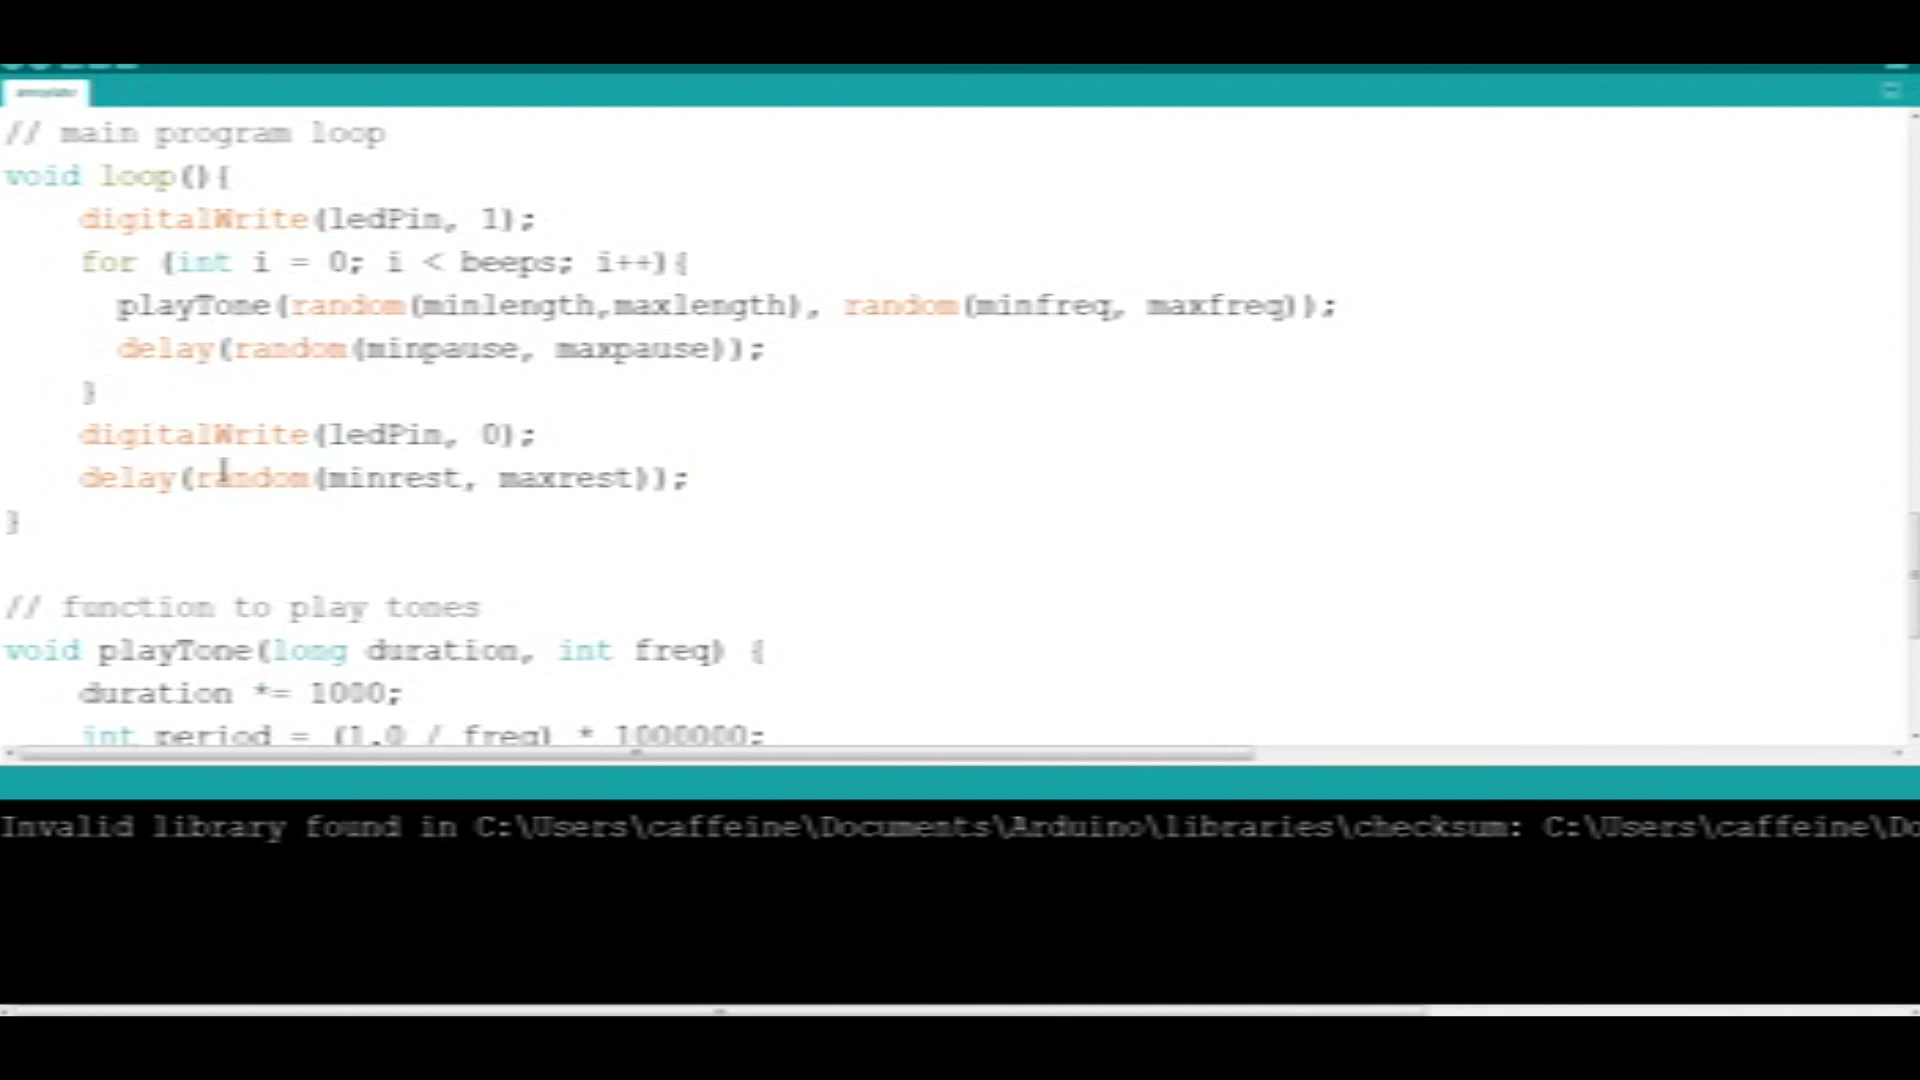 // main program loop
void loop(){
digitalWrite(ledPin, 1);
for (int i = 0; i < beeps; i++){
playTone(random(minlength,maxlength), random(minfreq, maxfreq));
delay(random(minpause, maxpause));
}
digitalWrite(ledPin, 0);
delay(random(minrest, maxrest));
}
// function to play tones
void playTone(long duration, int freq) {
duration *= 1000;
int period = (1.0 / freq) * 1000000;
Invalid library found in C:\Users\caffeine\Documents\Arduino\libraries\checksum: C:\Users\caffeine\Do